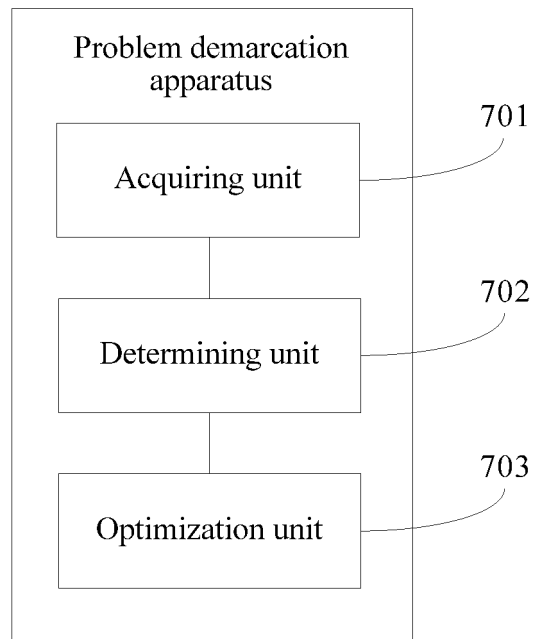 Problem demarcation
apparatus
701
Acquiring unit
702
Determining unit
703
Optimization unit